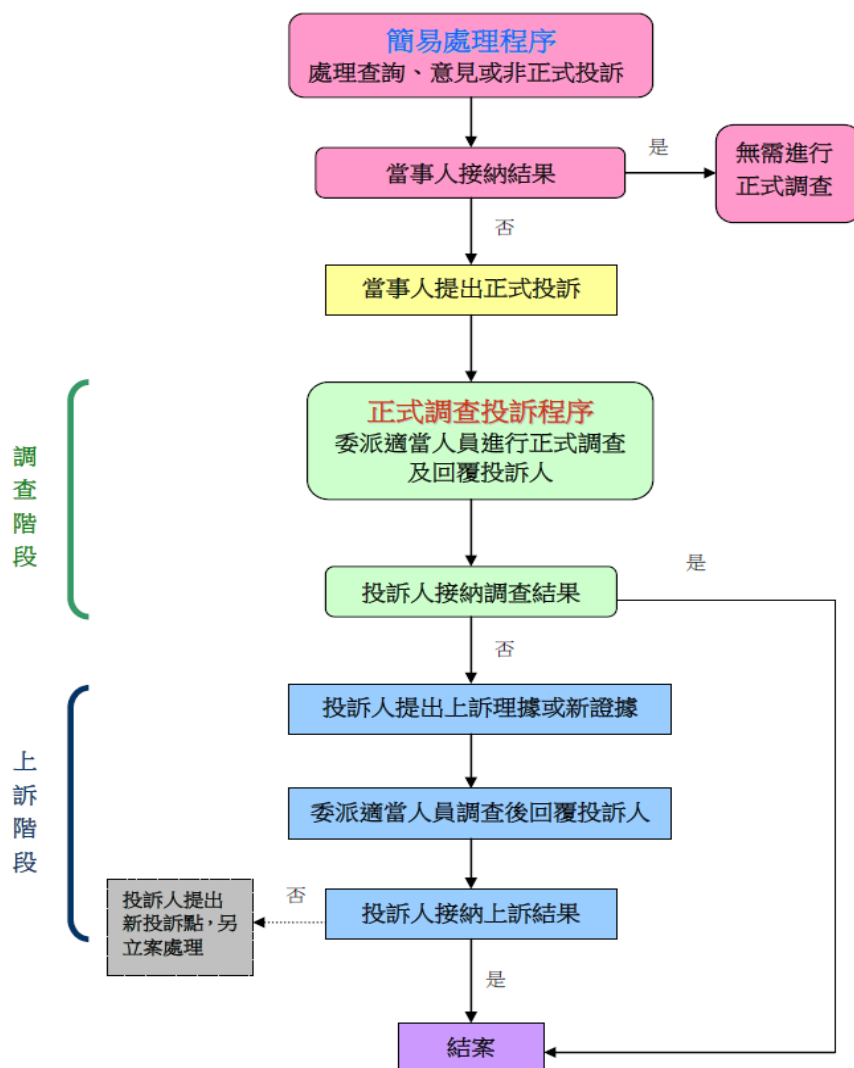 簡易處理程序
處理查詢、意見或非正式投訴
當事人接納結果
是
無需進行
正式調查
否
當事人提出正式投訴
調
查
階
段
正式調查投訴程序
委派適當人員進行正式調查
及回覆投訴人
投訴人接納調查結果
是
否
上
訴
階
段
投訴人提出上訴理據或新證據
委派適當人員調查後回覆投訴人
投訴人接納上訴結果
否
投訴人提出
新投訴點，另
立案處理
是
結案